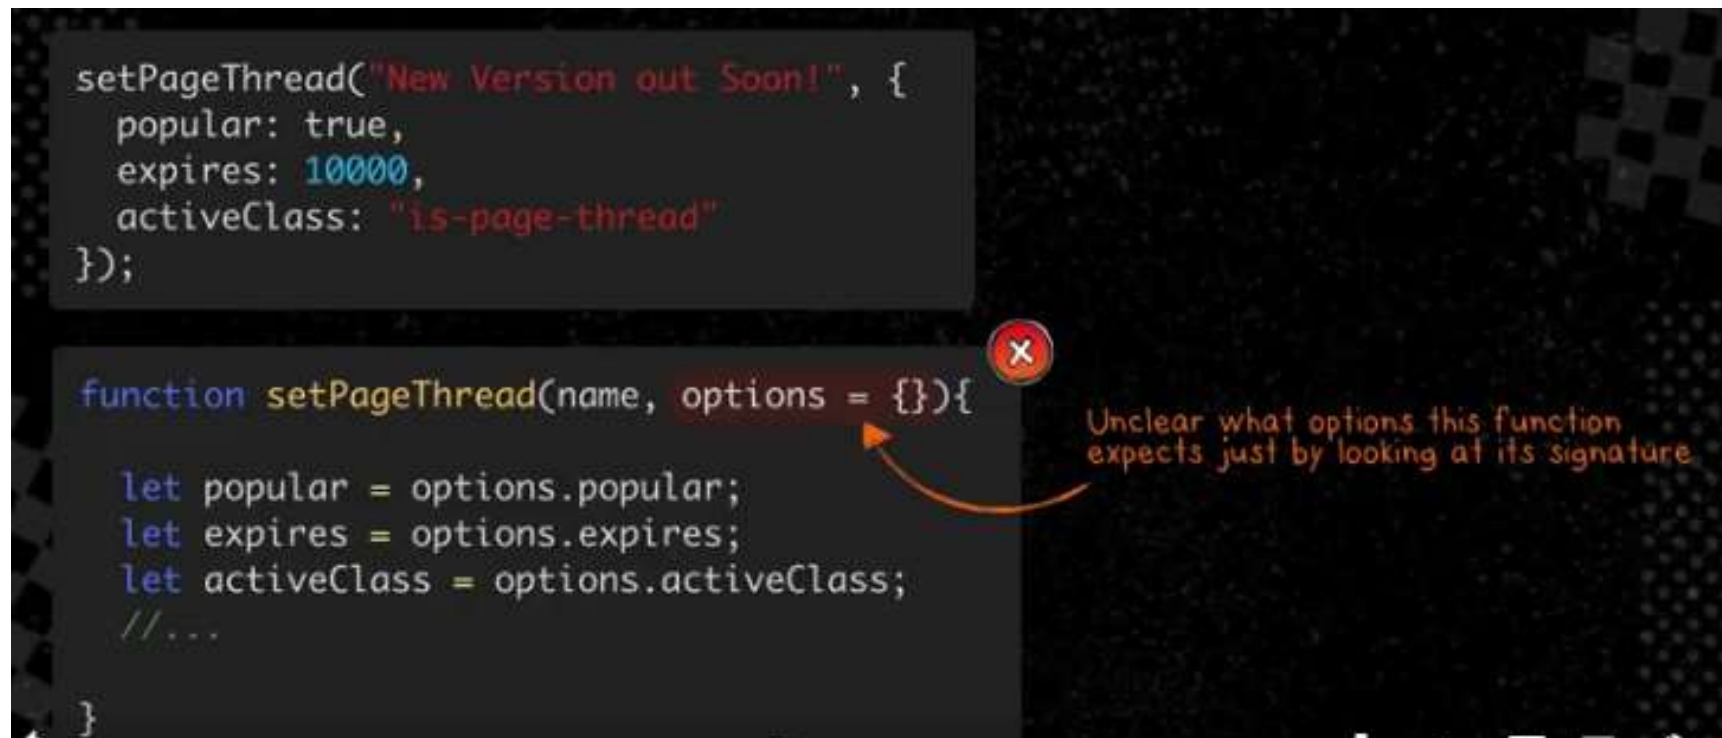 setPageThread("New Version out Soon!", {
  popular: true,
  expires: 10000,
  activeClass: "is-page-thread"
});
function setPageThread(name, options = {}){
  let popular = options.popular;
  let expires = options.expires;
  let activeClass = options.activeClass;
  //...
}
Unclear what options this function
expects just by looking at its signature